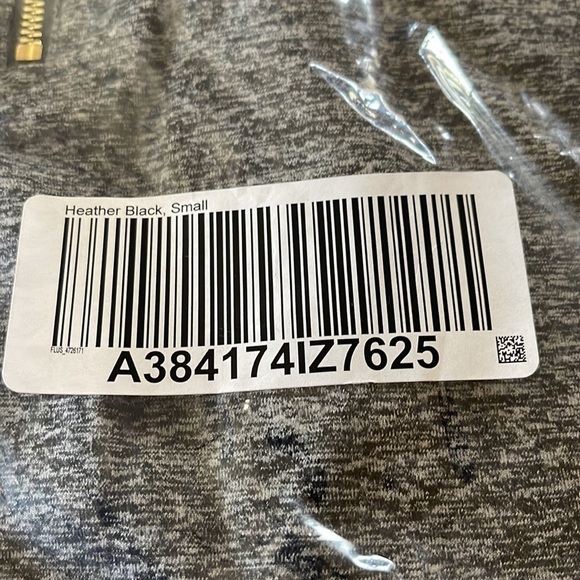 Heather Black, Small
FLUS_4726171
A384174IZ7625